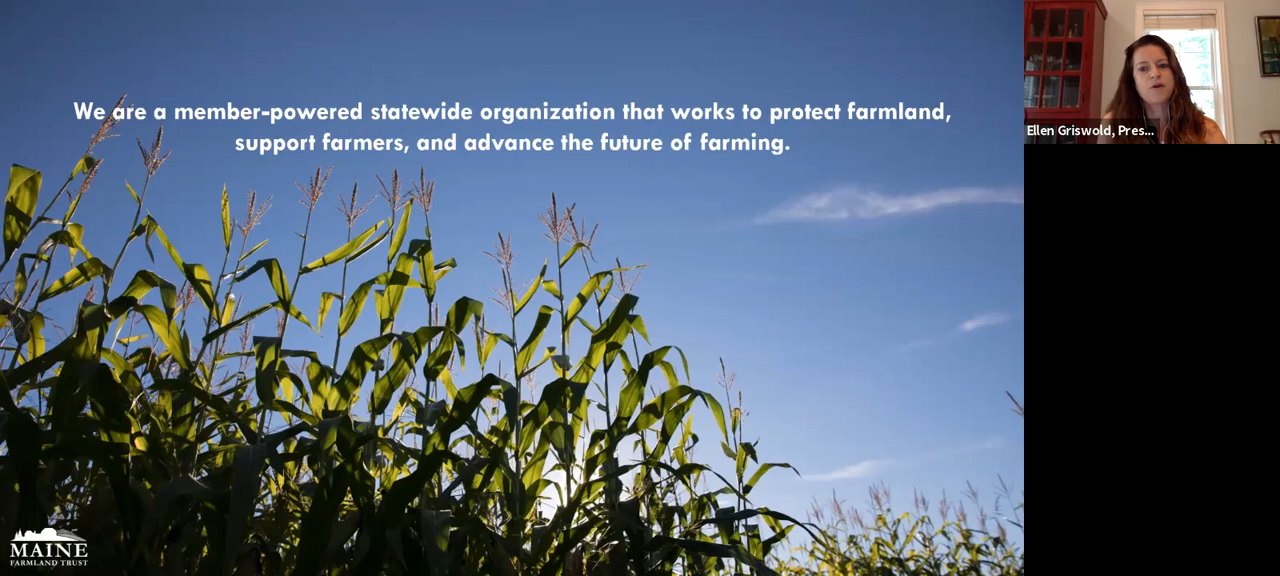 We are a member-powered statewide organization that works to protect farmland,
support farmers, and advance the future of farming.
Ellen Griswold, Pres...
MAINE
FARMLAND TRUST